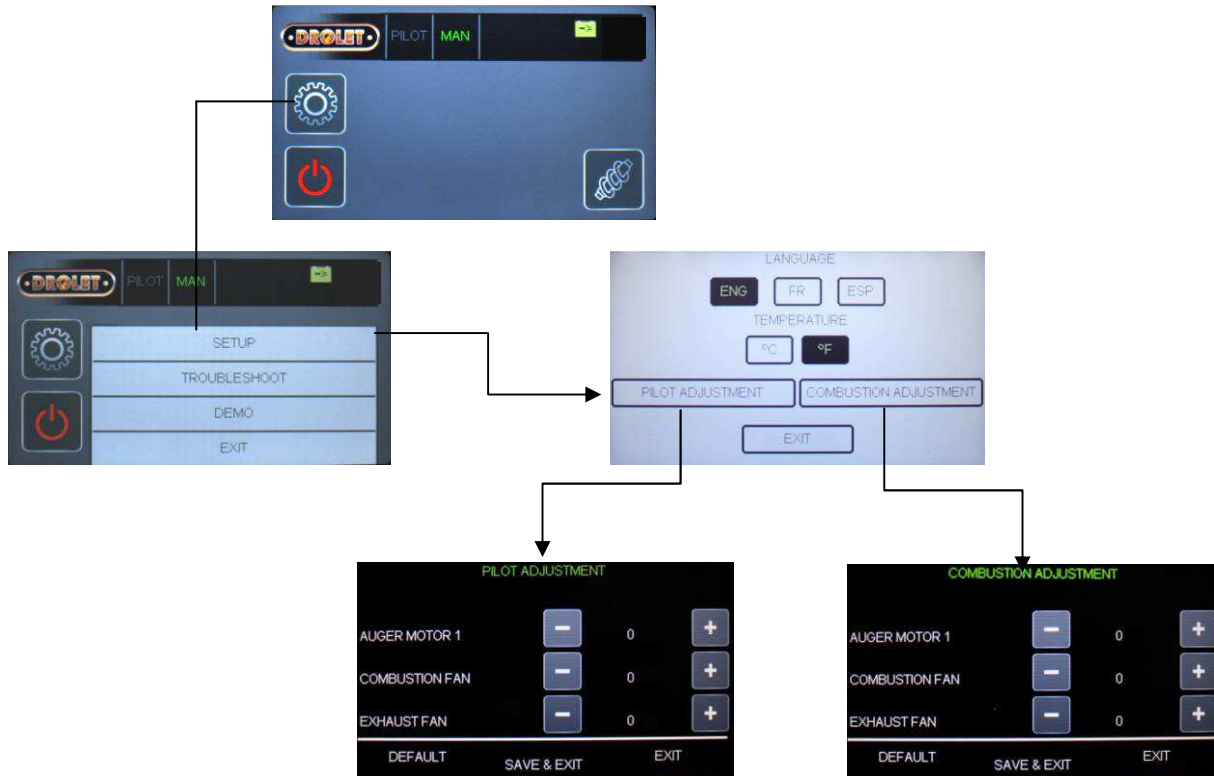 DROLET PILOT MAN
DROLET PILOT MAN
SETUP
TROUBLESHOOT
DEMO
EXIT
LANGUAGE
ENG FR ESP
TEMPERATURE
°C °F
PILOT ADJUSTMENT COMBUSTION ADJUSTMENT
EXIT
PILOT ADJUSTMENT
AUGER MOTOR 1 − 0 +
COMBUSTION FAN − 0 +
EXHAUST FAN − 0 +
DEFAULT SAVE & EXIT EXIT
COMBUSTION ADJUSTMENT
AUGER MOTOR 1 − 0 +
COMBUSTION FAN − 0 +
EXHAUST FAN − 0 +
DEFAULT SAVE & EXIT EXIT